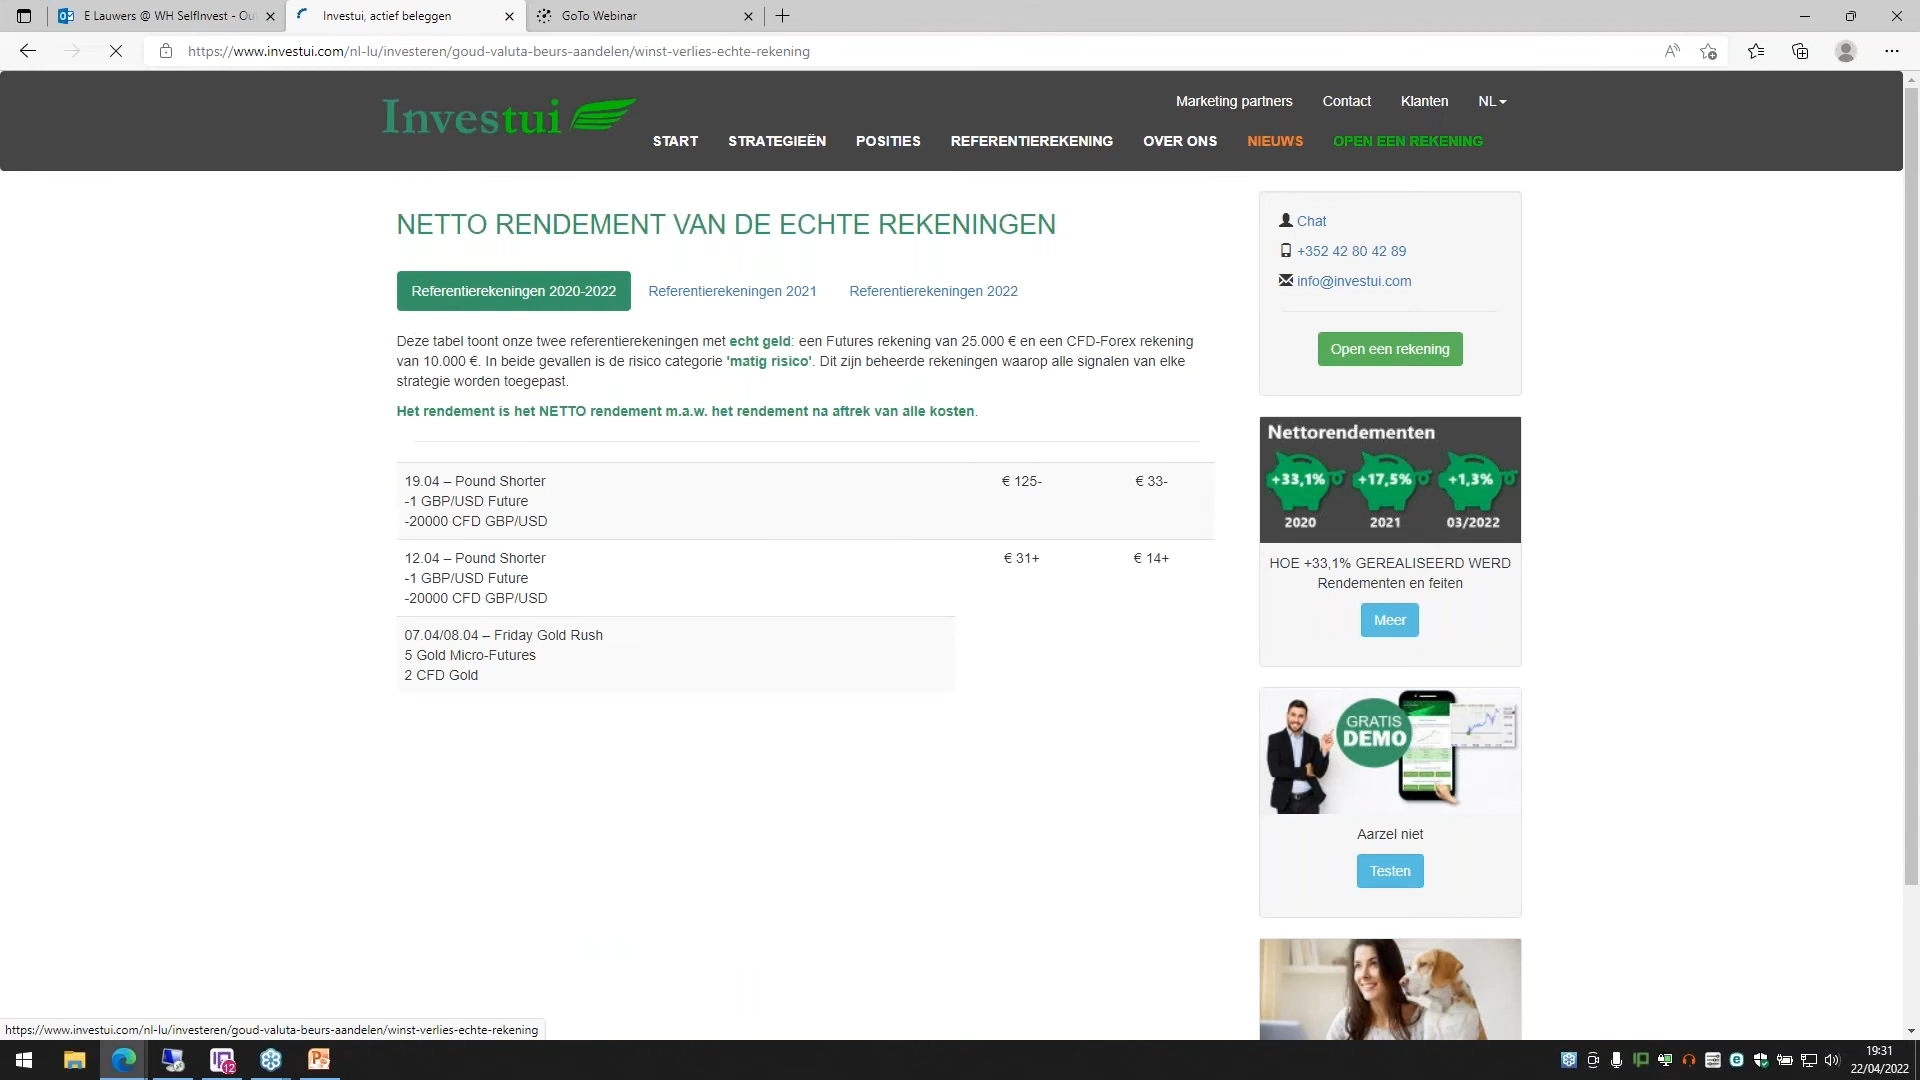 E Lauwers @ WH SelfInvest - Ou
Investui, actief beleggen
GoTo Webinar
https://www.investui.com/nl-lu/investeren/goud-valuta-beurs-aandelen/winst-verlies-echte-rekening
Investui
Marketing partners
Contact
Klanten
NL
START
STRATEGIEËN
POSITIES
REFERENTIEREKENING
OVER ONS
NIEUWS
OPEN EEN REKENING
NETTO RENDEMENT VAN DE ECHTE REKENINGEN
Referentierekeningen 2020-2022
Referentierekeningen 2021
Referentierekeningen 2022
Deze tabel toont onze twee referentierekeningen met echt geld: een Futures rekening van 25.000 € en een CFD-Forex rekening
van 10.000 €. In beide gevallen is de risico categorie 'matig risico'. Dit zijn beheerde rekeningen waarop alle signalen van elke
strategie worden toegepast.
Het rendement is het NETTO rendement m.a.w. het rendement na aftrek van alle kosten.
19.04 – Pound Shorter € 125- € 33-
-1 GBP/USD Future
-20000 CFD GBP/USD
12.04 – Pound Shorter € 31+ € 14+
-1 GBP/USD Future
-20000 CFD GBP/USD
07.04/08.04 – Friday Gold Rush
5 Gold Micro-Futures
2 CFD Gold
Chat
+352 42 80 42 89
info@investui.com
Open een rekening
Nettorendementen
+33,1% +17,5% +1,3%
2020 2021 03/2022
HOE +33,1% GEREALISEERD WERD
Rendementen en feiten
Meer
GRATIS
DEMO
Aarzel niet
Testen
https://www.investui.com/nl-lu/investeren/goud-valuta-beurs-aandelen/winst-verlies-echte-rekening
12
19:31
22/04/2022